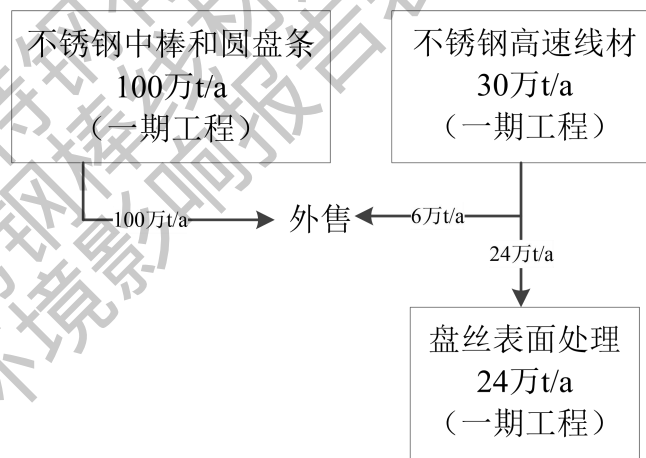 不锈钢中棒和圆盘条
100万t/a
（一期工程）
不锈钢高速线材
30万t/a
（一期工程）
100万t/a
外售
6万t/a
24万t/a
盘丝表面处理
24万t/a
（一期工程）